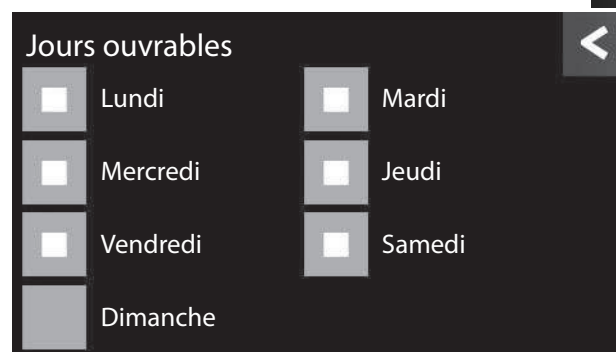 Jours ouvrables
Lundi
Mardi
Mercredi
Jeudi
Vendredi
Samedi
Dimanche